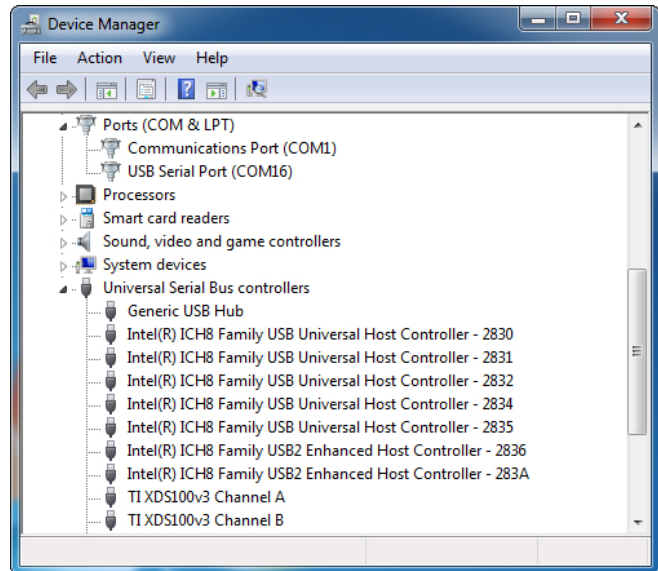 Device Manager
File Action View Help
Ports (COM & LPT)
Communications Port (COM1)
USB Serial Port (COM16)
Processors
Smart card readers
Sound, video and game controllers
System devices
Universal Serial Bus controllers
Generic USB Hub
Intel(R) ICH8 Family USB Universal Host Controller - 2830
Intel(R) ICH8 Family USB Universal Host Controller - 2831
Intel(R) ICH8 Family USB Universal Host Controller - 2832
Intel(R) ICH8 Family USB Universal Host Controller - 2834
Intel(R) ICH8 Family USB Universal Host Controller - 2835
Intel(R) ICH8 Family USB2 Enhanced Host Controller - 2836
Intel(R) ICH8 Family USB2 Enhanced Host Controller - 283A
TI XDS100v3 Channel A
TI XDS100v3 Channel B